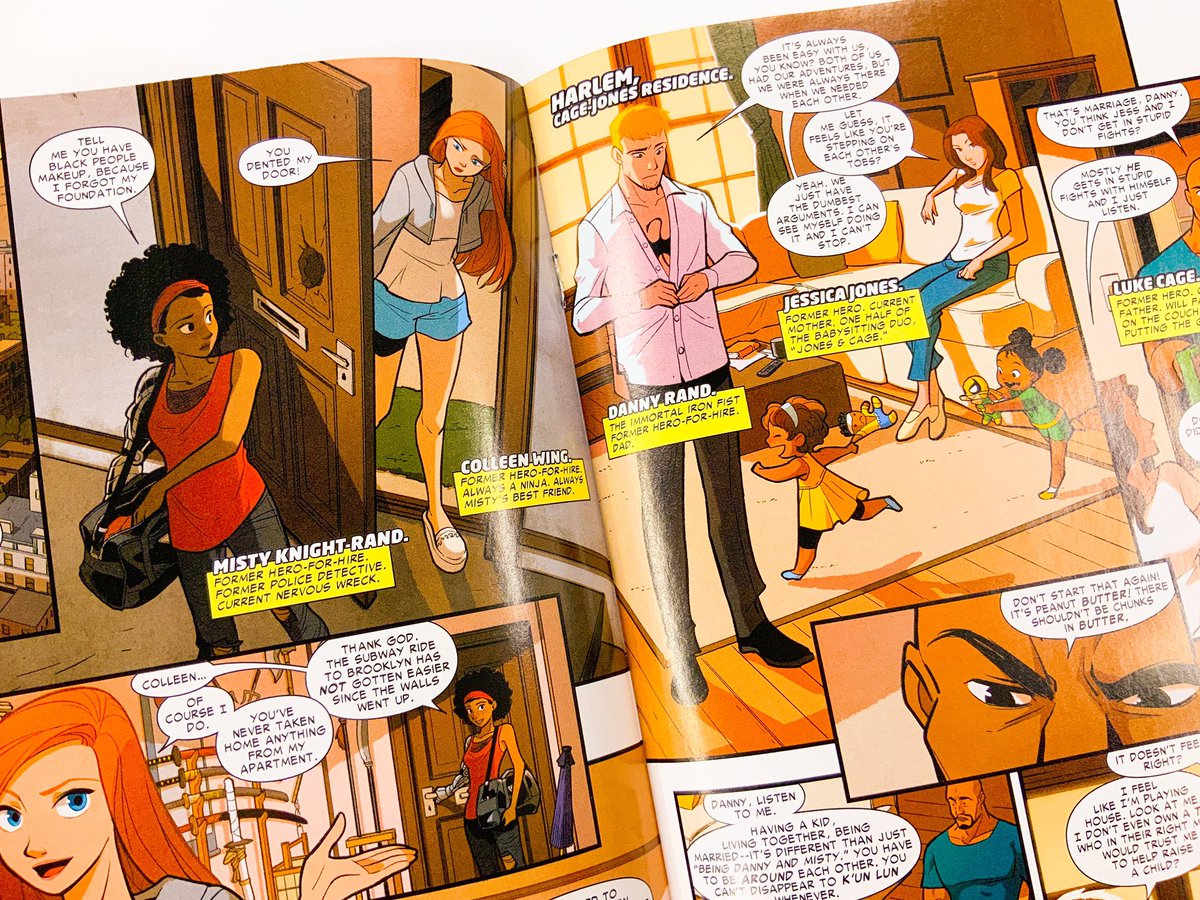 TELL
ME YOU HAVE
BLACK PEOPLE
MAKEUP, BECAUSE
I FORGOT MY
FOUNDATION.
YOU
DENTED MY
DOOR!
COLLEEN WING.
FORMER HERO-FOR-HIRE.
ALWAYS A NINJA. ALWAYS
MISTY'S BEST FRIEND.
MISTY KNIGHT-RAND.
FORMER HERO-FOR-HIRE.
FORMER POLICE DETECTIVE.
CURRENT NERVOUS WRECK.
THANK GOD.
THE SUBWAY RIDE
TO BROOKLYN HAS
NOT GOTTEN EASIER
SINCE THE WALLS
WENT UP.
COLLEEN...
OF
COURSE I
DO.
YOU'VE
NEVER TAKEN
HOME ANYTHING
FROM MY
APARTMENT.
HARLEM,
CAGE-JONES RESIDENCE.
IT'S ALWAYS
BEEN EASY WITH US,
YOU KNOW? BOTH OF US
HAD OUR ADVENTURES, BUT
WE WERE ALWAYS THERE
WHEN WE NEEDED
EACH OTHER.
LET
ME GUESS, IT
FEELS LIKE YOU'RE
STEPPING ON
EACH OTHER'S
TOES?
YEAH. WE
JUST HAVE
THE DUMBEST
ARGUMENTS. I CAN
SEE MYSELF DOING
IT AND I CAN'T
STOP.
JESSICA JONES.
FORMER HERO. CURRENT
MOTHER. ONE HALF OF
THE BABYSITTING DUO,
"JONES & CAGE."
DANNY RAND.
THE IMMORTAL IRON FIST
FORMER HERO-FOR-HIRE.
DAD.
THAT'S MARRIAGE, DANNY.
YOU THINK JESS AND I
DON'T GET IN STUPID
FIGHTS?
MOSTLY HE
GETS IN STUPID
FIGHTS WITH HIMSELF
AND I JUST
LISTEN.
LUKE CAGE.
FORMER HERO.
FATHER. WILL
ON THE COUCH
PUTTING THE
DON'T START THAT AGAIN!
IT'S PEANUT BUTTER! THERE
SHOULDN'T BE CHUNKS
IN BUTTER.
DANNY, LISTEN
TO ME.
HAVING A KID,
LIVING TOGETHER, BEING
MARRIED--IT'S DIFFERENT THAN JUST
"BEING DANNY AND MISTY." YOU HAVE
TO BE AROUND EACH OTHER. YOU
CAN'T DISAPPEAR TO K'UN LUN
WHENEVER.
IT DOESN'T FEEL
RIGHT?
I FEEL
LIKE I'M PLAYING
HOUSE. LOOK AT ME
I DON'T EVEN OWN A
WHO IN THEIR RIGHT
WOULD TRUST
TO HELP RAISE
A CHILD?